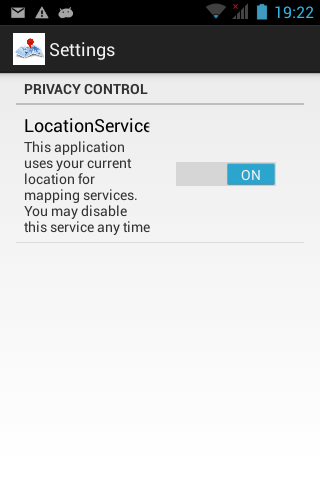 19:22
Settings
PRIVACY CONTROL
LocationService
This application
uses your current
location for
mapping services.
You may disable
this service any time
ON